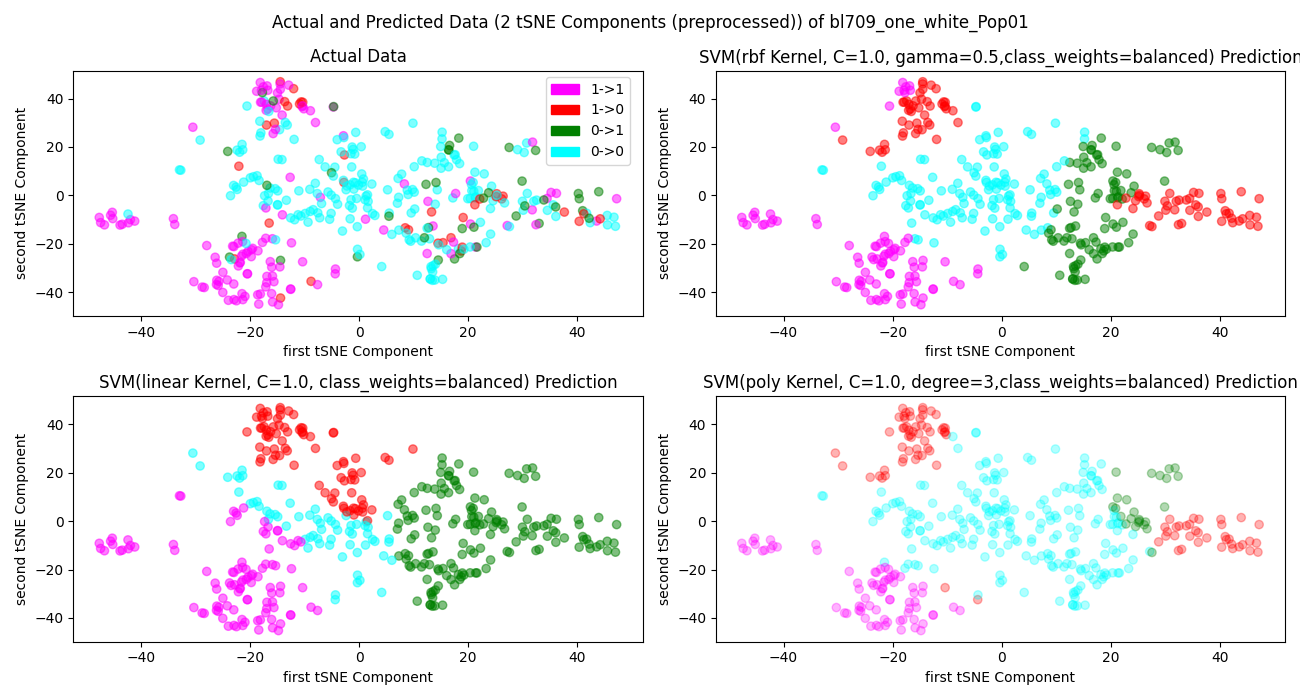 Actual and Predicted Data (2 tSNE Components (preprocessed)) of bl709_one_white_Pop01
Actual Data
second tSNE Component
40
20
0
−20
−40
1->1
1->0
0->1
0->0
−40 −20 0 20 40
first tSNE Component
SVM(rbf Kernel, C=1.0, gamma=0.5,class_weights=balanced) Prediction
second tSNE Component
40
20
0
−20
−40
−40 −20 0 20 40
first tSNE Component
SVM(linear Kernel, C=1.0, class_weights=balanced) Prediction
second tSNE Component
40
20
0
−20
−40
−40 −20 0 20 40
first tSNE Component
SVM(poly Kernel, C=1.0, degree=3,class_weights=balanced) Prediction
second tSNE Component
40
20
0
−20
−40
−40 −20 0 20 40
first tSNE Component